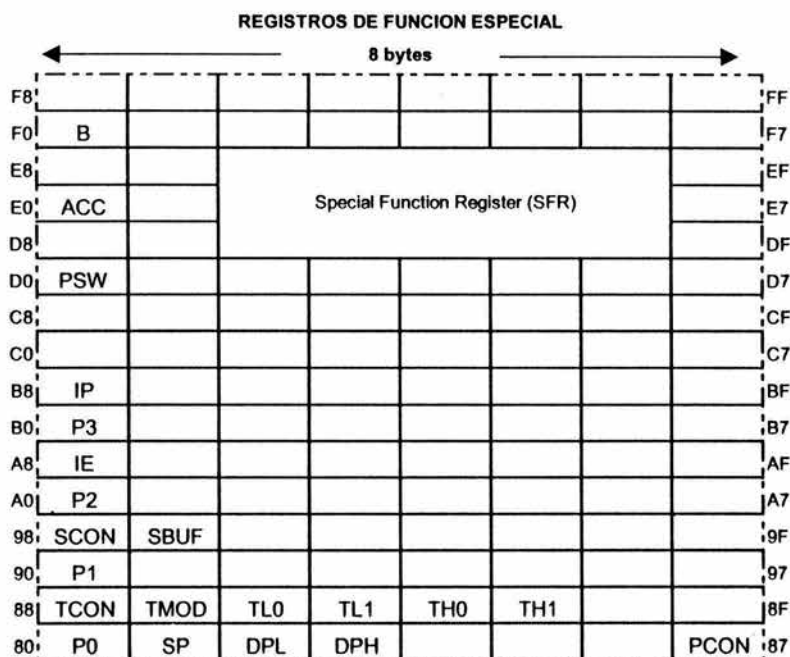 REGISTROS DE FUNCION ESPECIAL
8 bytes
F8 FF
F0 B F7
E8 EF
Special Function Register (SFR)
E0 ACC E7
D8 DF
D0 PSW D7
C8 CF
C0 C7
B8 IP BF
B0 P3 B7
A8 IE AF
A0 P2 A7
98 SCON SBUF 9F
90 P1 97
88 TCON TMOD TL0 TL1 TH0 TH1 8F
80 P0 SP DPL DPH PCON 87